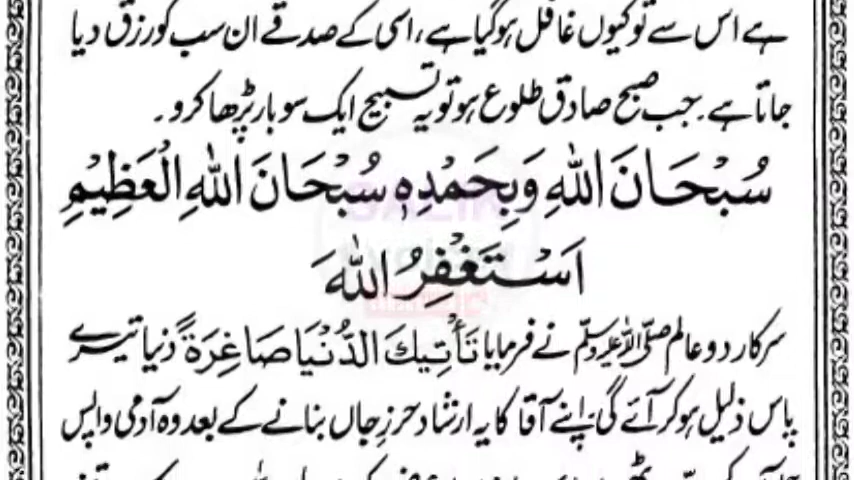 ہے اس سے تو کیوں غافل ہو گیا ہے، اسی کے صدقے ان سب کو رزق دیا
جاتا ہے۔ جب صبح صادق طلوع ہو تو یہ تسبیح ایک سو بار پڑھا کرو۔
سُبْحَانَ اللهِ وَبِحَمْدِهٖ سُبْحَانَ اللهِ الْعَظِيْمِ
اَسْتَغْفِرُ اللهَ
سرکار دو عالم صلی اللہ علیہ وسلم نے فرمایا تَأْتِيكَ الدُّنْيَا صَاغِرَةً دنیا تیرے
پاس ذلیل ہو کر آئے گی: اپنے آقا کا یہ ارشاد حرزِ جاں بنانے کے بعد وہ آدمی واپس